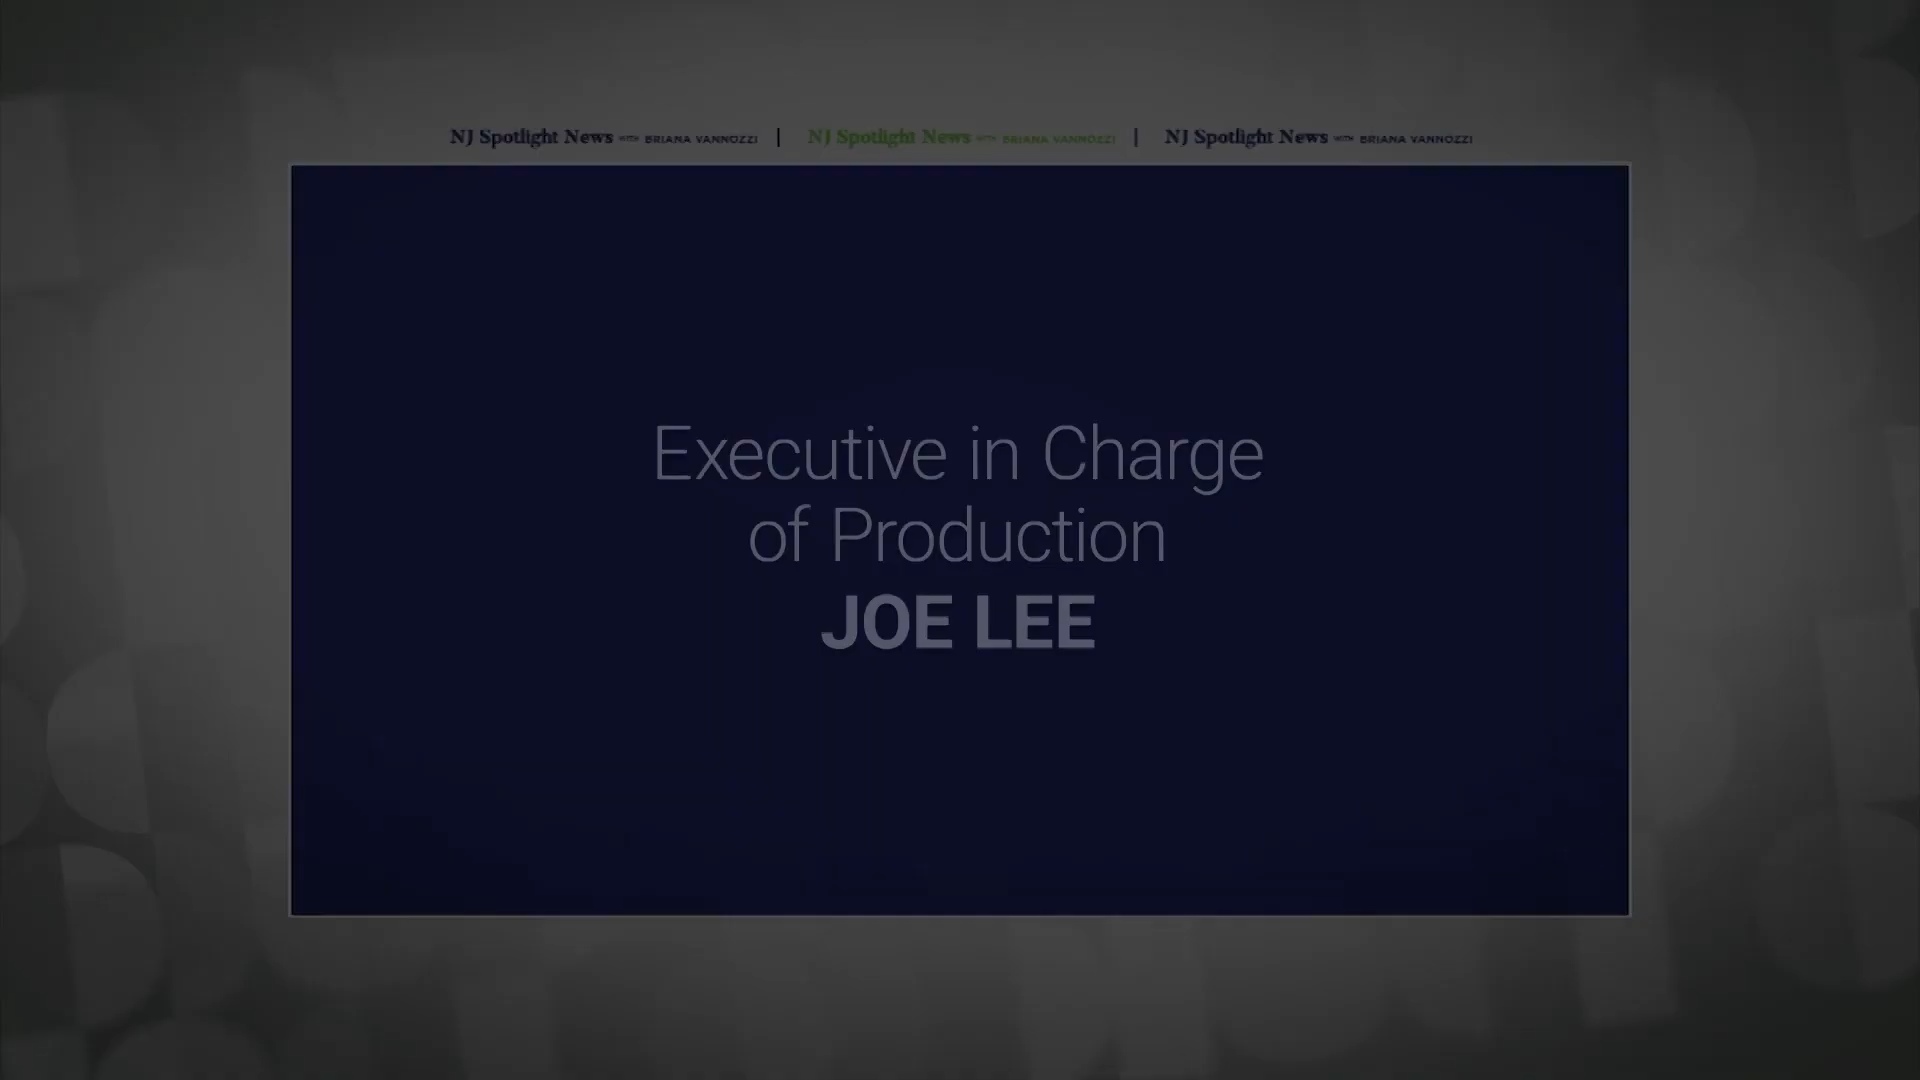 NJ Spotlight News WITH BRIANA VANNOZZI | NJ Spotlight News WITH BRIANA VANNOZZI | NJ Spotlight News WITH BRIANA VANNOZZI
Executive in Charge
of Production
JOE LEE